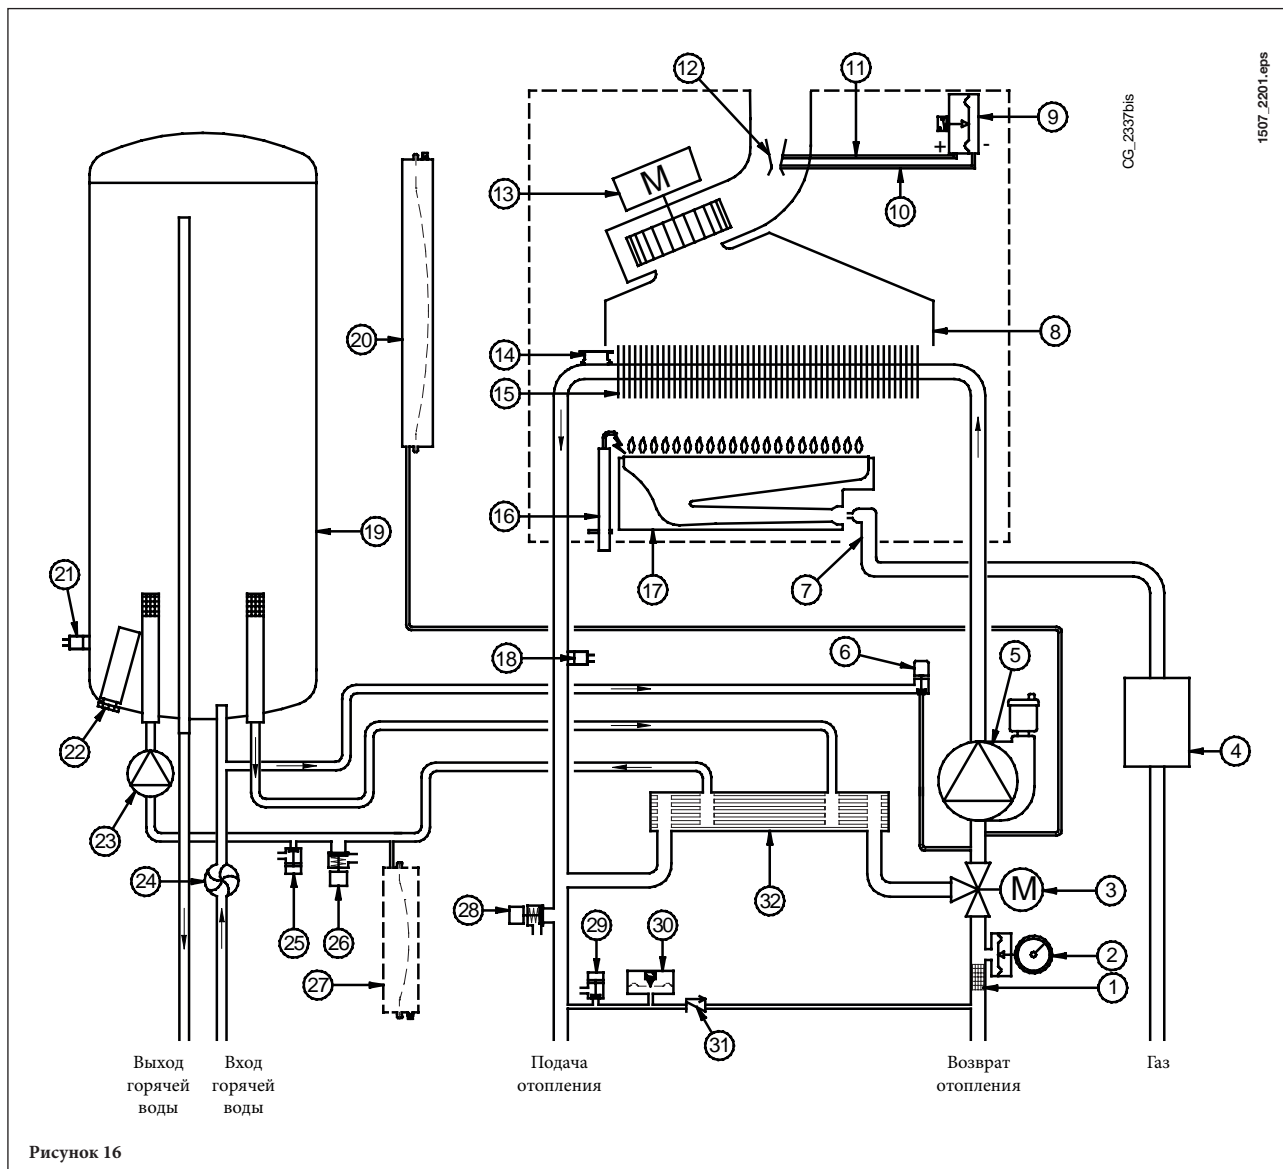 12
11
9
CG_2337bis
1507_2201.eps
M
+ -
13
10
20
8
14
15
16
19
21
17
7
18
6
5
22
4
23
24
32
M
3
28
29
30
25
26
2
27
1
31
Выход
горячей
воды
Вход
горячей
воды
Подача
отопления
Возврат
отопления
Газ
Рисунок 16